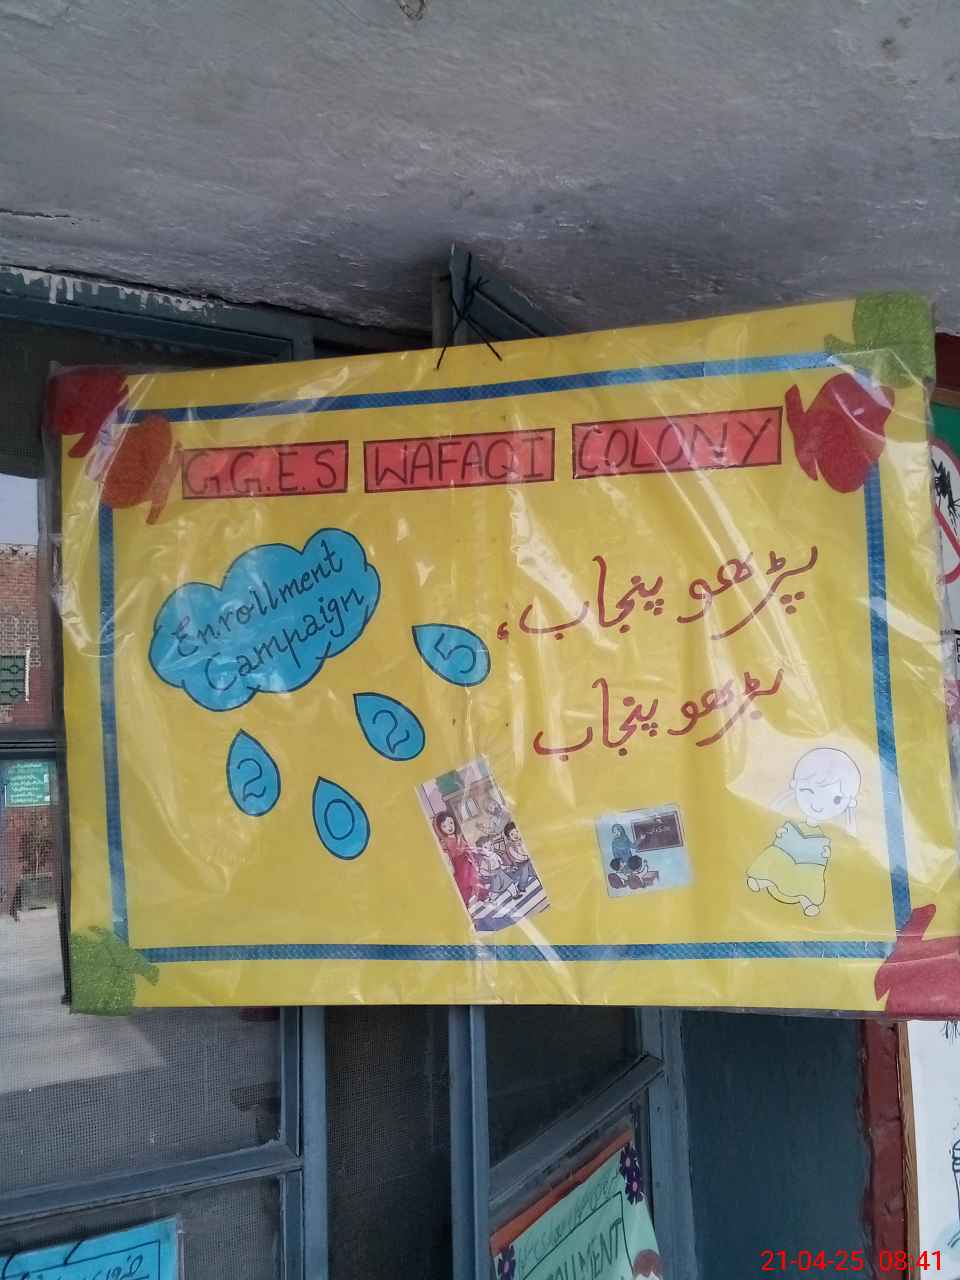 G.G.E.S WAFAQI COLONY
Enrollment
Campaign
2025
پڑھو پنجاب،
بڑھو پنجاب
21-04-25 08:41